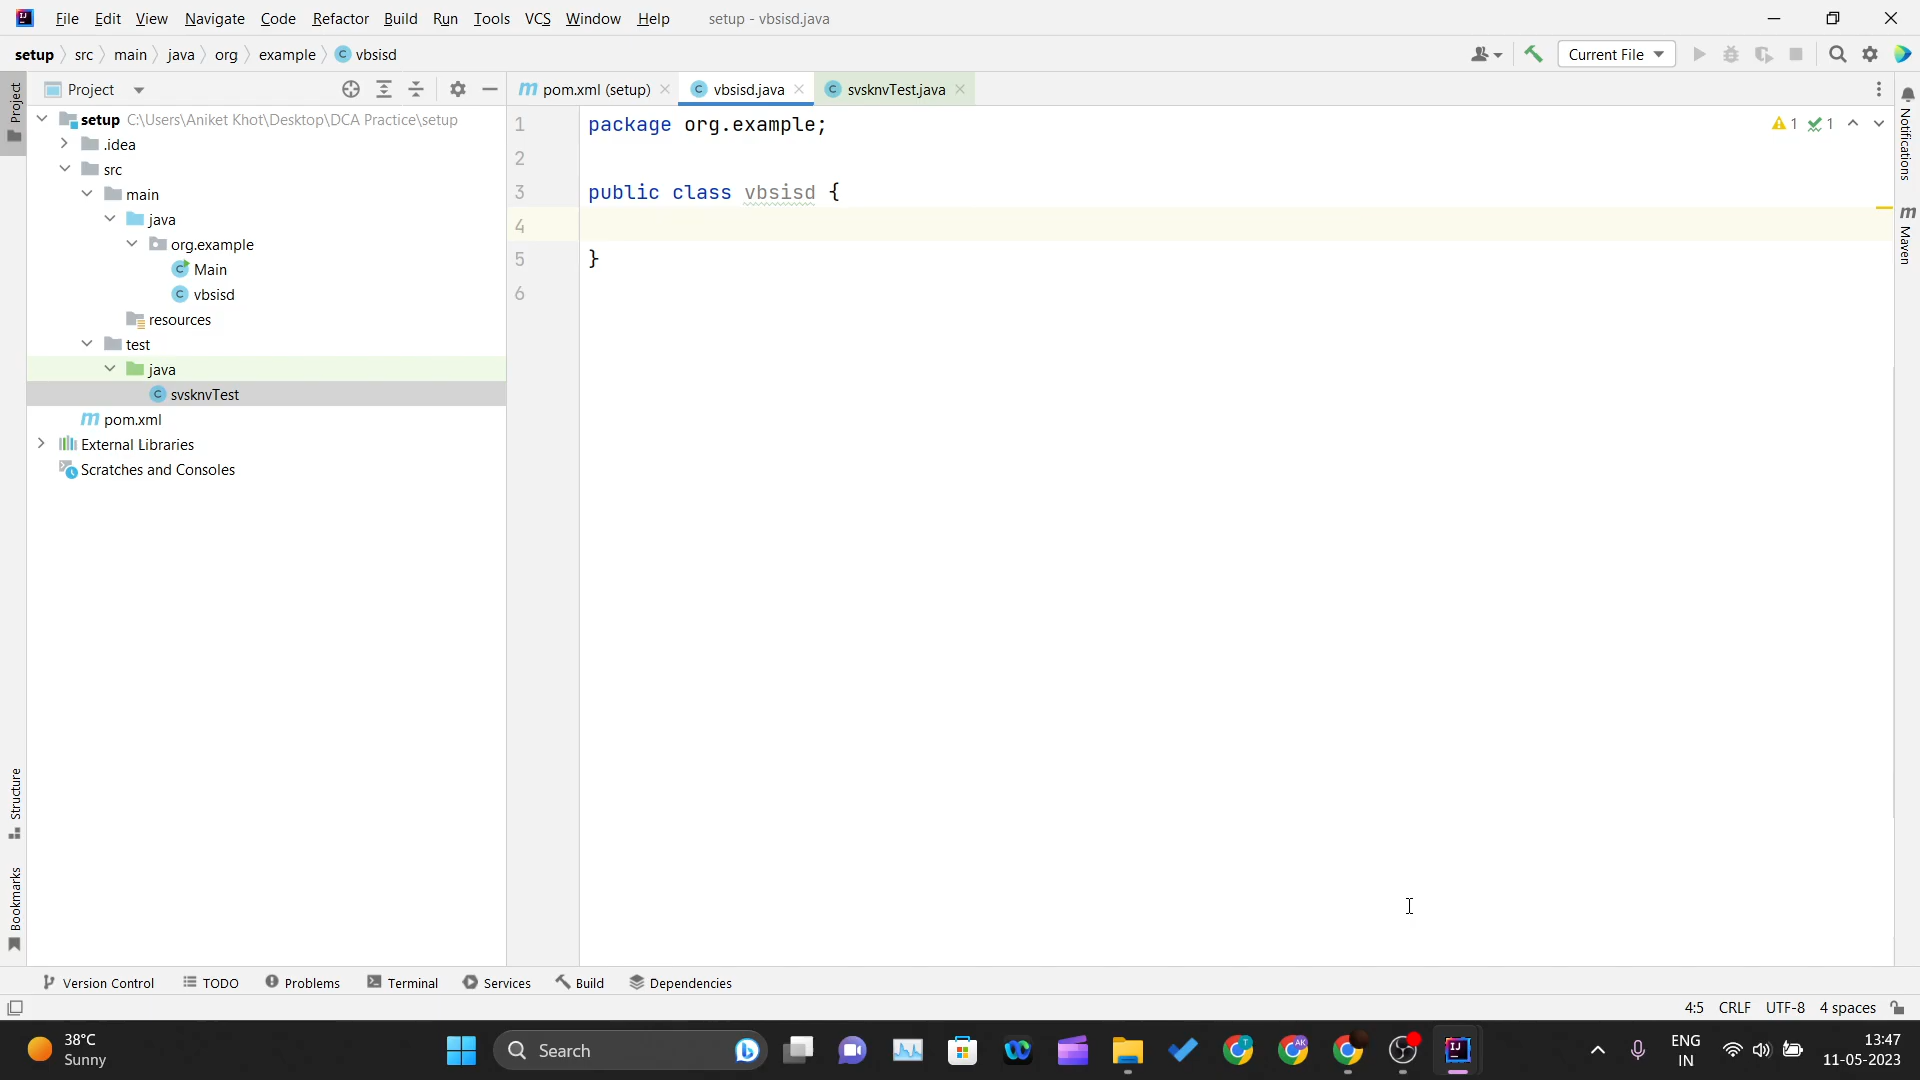 File Edit View Navigate Code Refactor Build Run Tools VCS Window Help setup - vbsisd.java
setup src main java org example C vbsisd Current File
Project pom.xml (setup) vbsisd.java svsknvTest.java
Project
setup C:\Users\Aniket Khot\Desktop\DCA Practice\setup
.idea
src
main
java
org.example
Main
vbsisd
resources
test
java
svsknvTest
pom.xml
External Libraries
Scratches and Consoles
1 package org.example;
2
3 public class vbsisd {
4
5 }
6
1 1
Notifications
Maven
Structure
Bookmarks
Version Control TODO Problems Terminal Services Build Dependencies
4:5 CRLF UTF-8 4 spaces
38°C
Sunny
Search
ENG
IN
13:47
11-05-2023